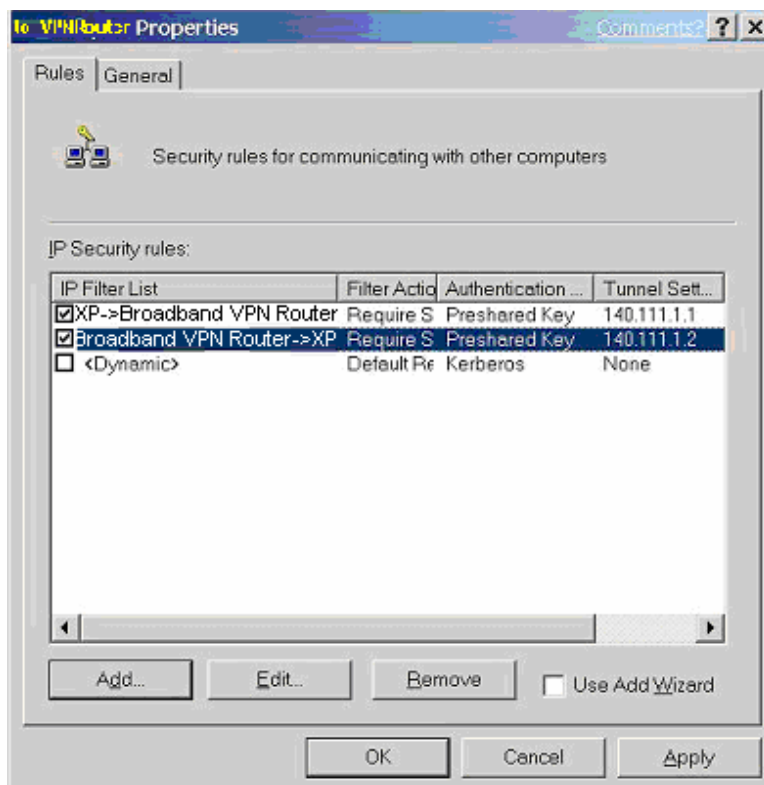 to VPNRouter Properties Comments? ? X
Rules General
Security rules for communicating with other computers
IP Security rules:
IP Filter List Filter Actio Authentication ... Tunnel Sett...
XP->Broadband VPN Router Require S Preshared Key 140.111.1.1
Broadband VPN Router->XP Require S Preshared Key 140.111.1.2
<Dynamic> Default Re Kerberos None
Add... Edit... Remove Use Add Wizard
OK Cancel Apply